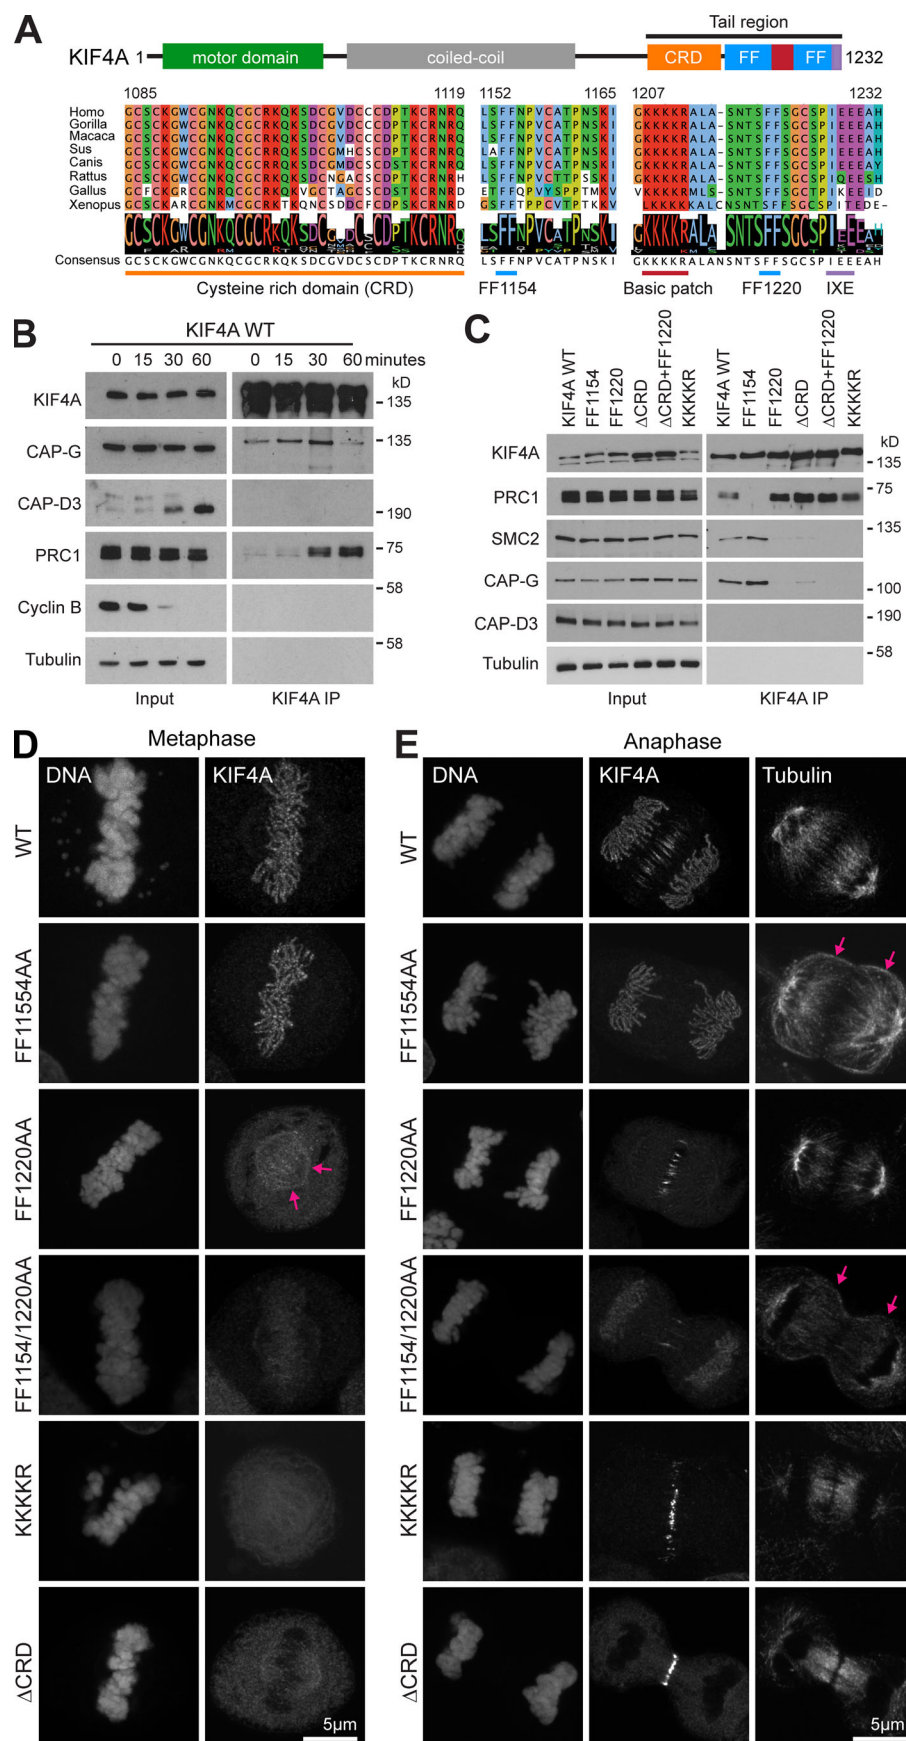 A
Tail region
KIF4A 1 motor domain coiled-coil CRD FF FF 1232
1085 1119 1152 1165 1207 1232
Homo
Gorilla
Macaca
Sus
Canis
Rattus
Gallus
Xenopus
Consensus GCSCKGWCGNKQCGCRKQKSDCGVDCSCDPTKCRNRQ LSFFNPVCATPNSKI GKKKKRALANSNTSFFSGCSPIEEEAH
Cysteine rich domain (CRD) FF1154 Basic patch FF1220 IXE
B
KIF4A WT
0 15 30 60 0 15 30 60 minutes
kD
KIF4A 135
CAP-G 135
CAP-D3 190
PRC1 75
Cyclin B 58
Tubulin 58
Input KIF4A IP
C
KIF4A WT FF1154 FF1220 ΔCRD ΔCRD+FF1220 KKKKR KIF4A WT FF1154 FF1220 ΔCRD ΔCRD+FF1220 KKKKR
kD
KIF4A 135
PRC1 75
SMC2 135
CAP-G 100
CAP-D3 190
Tubulin 58
Input KIF4A IP
D Metaphase
DNA KIF4A
WT
FF11554AA
FF1220AA
FF1154/1220AA
KKKKR
ΔCRD
5µm
E Anaphase
DNA KIF4A Tubulin
WT
FF11554AA
FF1220AA
FF1154/1220AA
KKKKR
ΔCRD
5µm